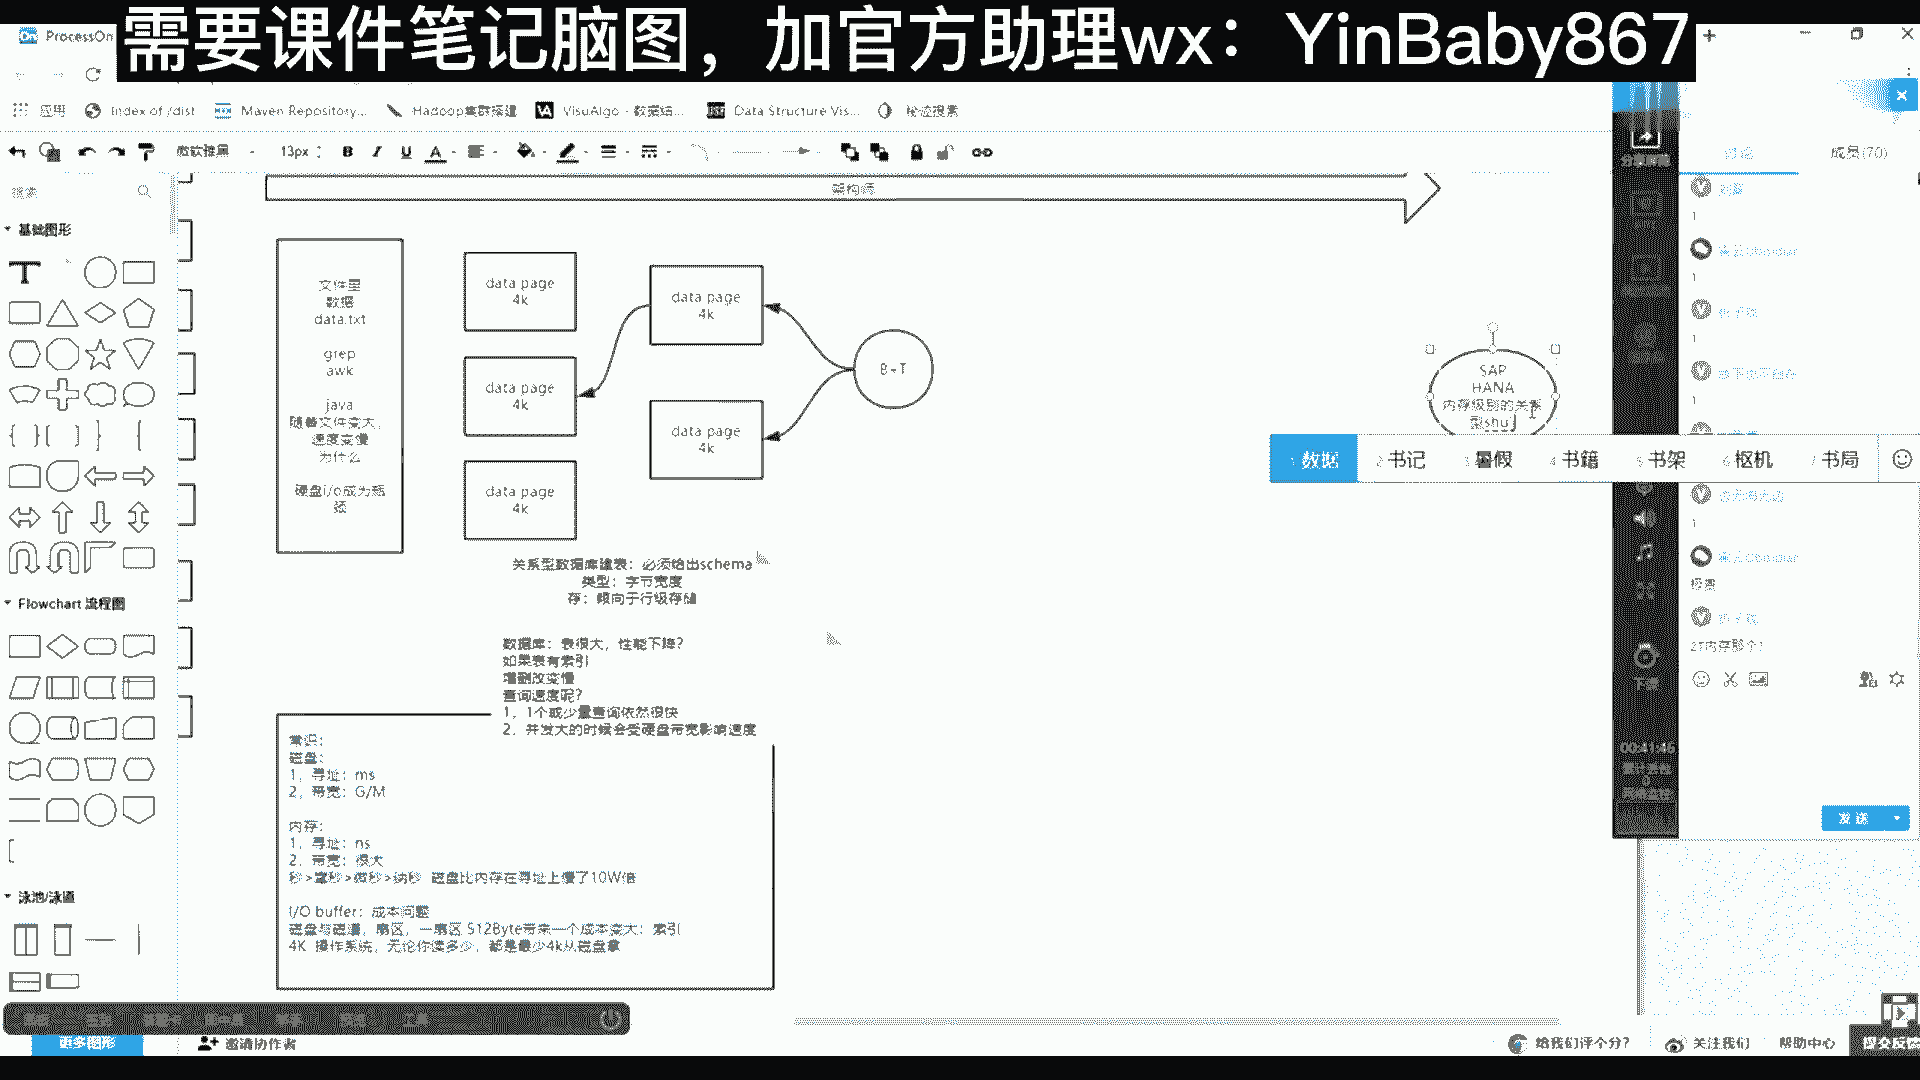 需要课件笔记脑图，加官方助理wx：YinBaby867
ProcessOn
应用
Index of /dist
Maven Repository...
Hadoop集群搭建
VisuAlgo - 数据结...
Data Structure Vis...
秘迹搜索
微软雅黑
13px
成员(70)
架构师
基础图形
文件里
数据
data.txt
grep
awk
java
随着文件变大，
速度变慢
为什么
硬盘i/o成为瓶
颈
data page
4k
data page
4k
data page
4k
data page
4k
data page
4k
B+T
SAP
HANA
内存级别的关系
型shu
1 数据 2 书记 3 暑假 4 书籍 5 书架 6 枢机 7 书局
关系型数据库建表：必须给出schema
类型：字节宽度
存：倾向于行级存储
数据库：表很大，性能下降?
如果表有索引
增删改变慢
查询速度呢?
1，1个或少量查询依然很快
2，并发大的时候会受硬盘带宽影响速度
常识：
磁盘：
1，寻址：ms
2，带宽：G/M
内存：
1，寻址：ns
2，带宽：很大
秒>毫秒>微秒>纳秒 磁盘比内存在寻址上慢了10W倍
I/O buffer：成本问题
磁盘与磁道，扇区，一扇区 512Byte带来一个成本变大：索引
4K 操作系统，无论你读多少，都是最少4k从磁盘拿
Flowchart 流程图
泳池/泳道
更多图形
邀请协作者
1
1
1
1
1
2T内存那个!
00:41:46
发送
给我们评个分?
关注我们
帮助中心
提交反馈